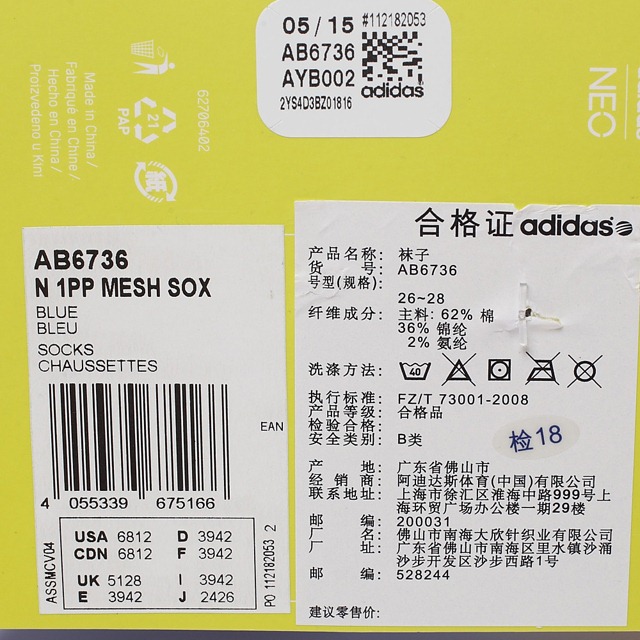 05 / 15
#112182053
AB6736
AYB002
2YS4D3BZ01816
adidas
NEO
62706402
21
PAP
紙
Made in China /
Fabriqué en Chine /
Hecho en China /
Proizvedeno u Kini
AB6736
N 1PP MESH SOX
BLUE
BLEU
SOCKS
CHAUSSETTES
EAN
4 055339 675166
USA 6812 D 3942
CDN 6812 F 3942
UK 5128 I 3942
E 3942 J 2426
ASSMCV04
PO 112182053 2
合格证 adidas
产品名称: 袜子
货 号: AB6736
号型(规格):
26~28
纤维成分: 主料: 62% 棉
36% 锦纶
2% 氨纶
洗涤方法: 40
执行标准: FZ/T 73001-2008
产品等级: 合格品
检验合格:
安全类别: B类
检18
产 地: 广东省佛山市
经 销 商: 阿迪达斯体育(中国)有限公司
联系地址: 上海市徐汇区淮海中路999号上
海环贸广场办公楼一期29楼
邮 编: 200031
厂 名: 佛山市南海大欣针织业有限公司
厂 址: 广东省佛山市南海区里水镇沙涌
沙步开发区沙步西路1号
邮 编: 528244
建议零售价: